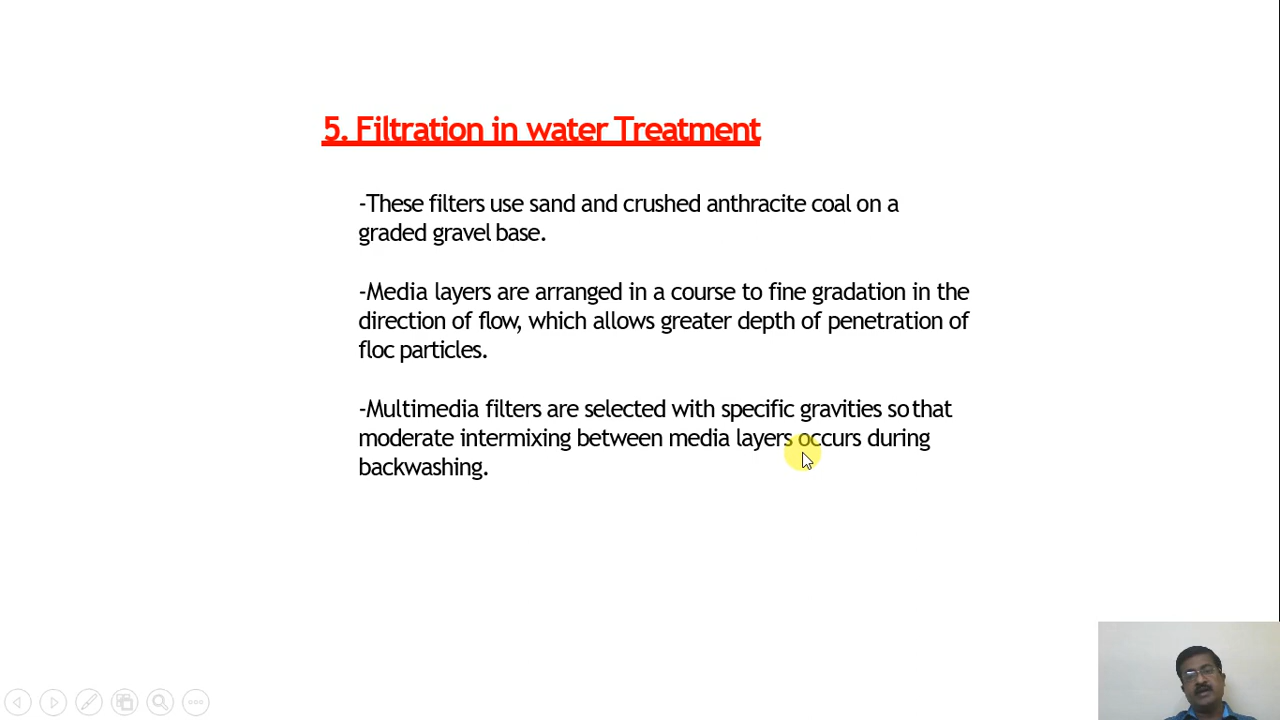 5. Filtration in water Treatment
-These filters use sand and crushed anthracite coal on a
graded gravel base.
-Media layers are arranged in a course to fine gradation in the
direction of flow, which allows greater depth of penetration of
floc particles.
-Multimedia filters are selected with specific gravities so that
moderate intermixing between media layers occurs during
backwashing.